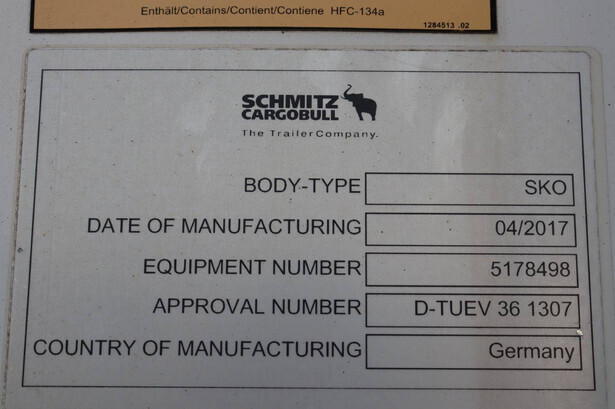 Enthält/Contains/Contient/Contiene HFC-134a
1284513 .02
SCHMITZ
CARGOBULL
The TrailerCompany.
BODY-TYPE SKO
DATE OF MANUFACTURING 04/2017
EQUIPMENT NUMBER 5178498
APPROVAL NUMBER D-TUEV 36 1307
COUNTRY OF MANUFACTURING Germany